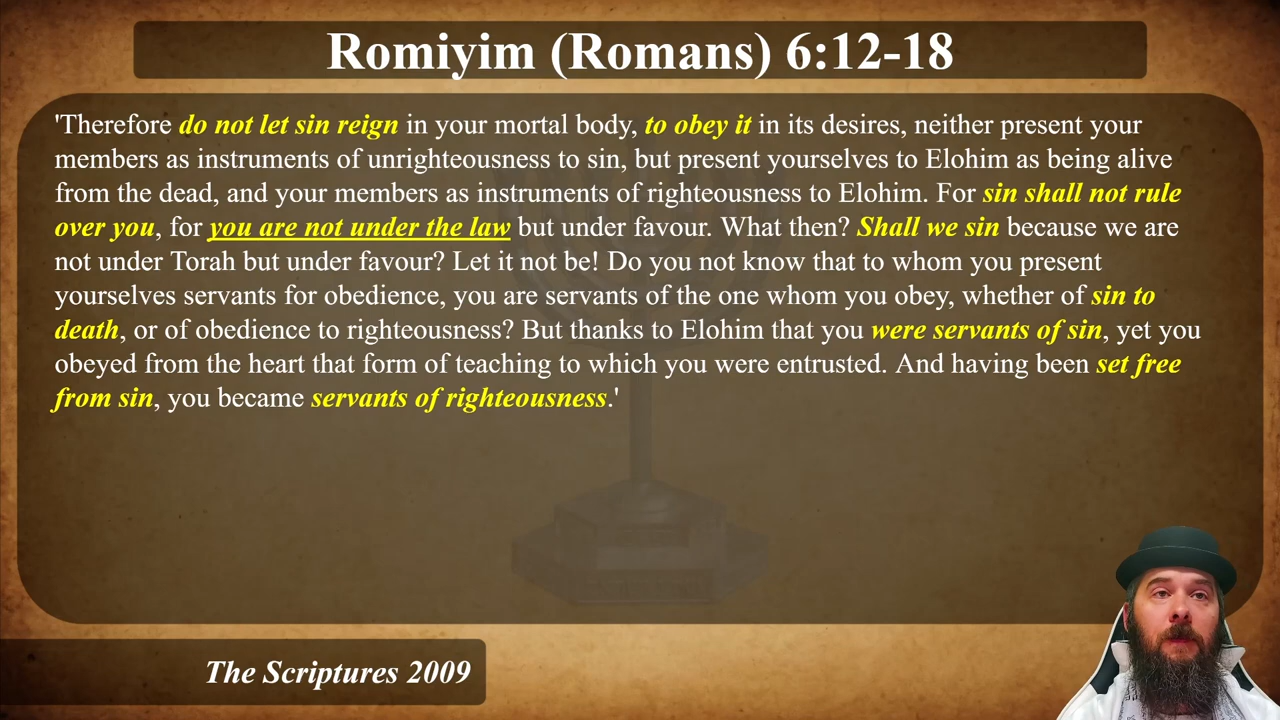 Romiyim (Romans) 6:12-18
'Therefore do not let sin reign in your mortal body, to obey it in its desires, neither present your
members as instruments of unrighteousness to sin, but present yourselves to Elohim as being alive
from the dead, and your members as instruments of righteousness to Elohim. For sin shall not rule
over you, for you are not under the law but under favour. What then? Shall we sin because we are
not under Torah but under favour? Let it not be! Do you not know that to whom you present
yourselves servants for obedience, you are servants of the one whom you obey, whether of sin to
death, or of obedience to righteousness? But thanks to Elohim that you were servants of sin, yet you
obeyed from the heart that form of teaching to which you were entrusted. And having been set free
from sin, you became servants of righteousness.'
The Scriptures 2009